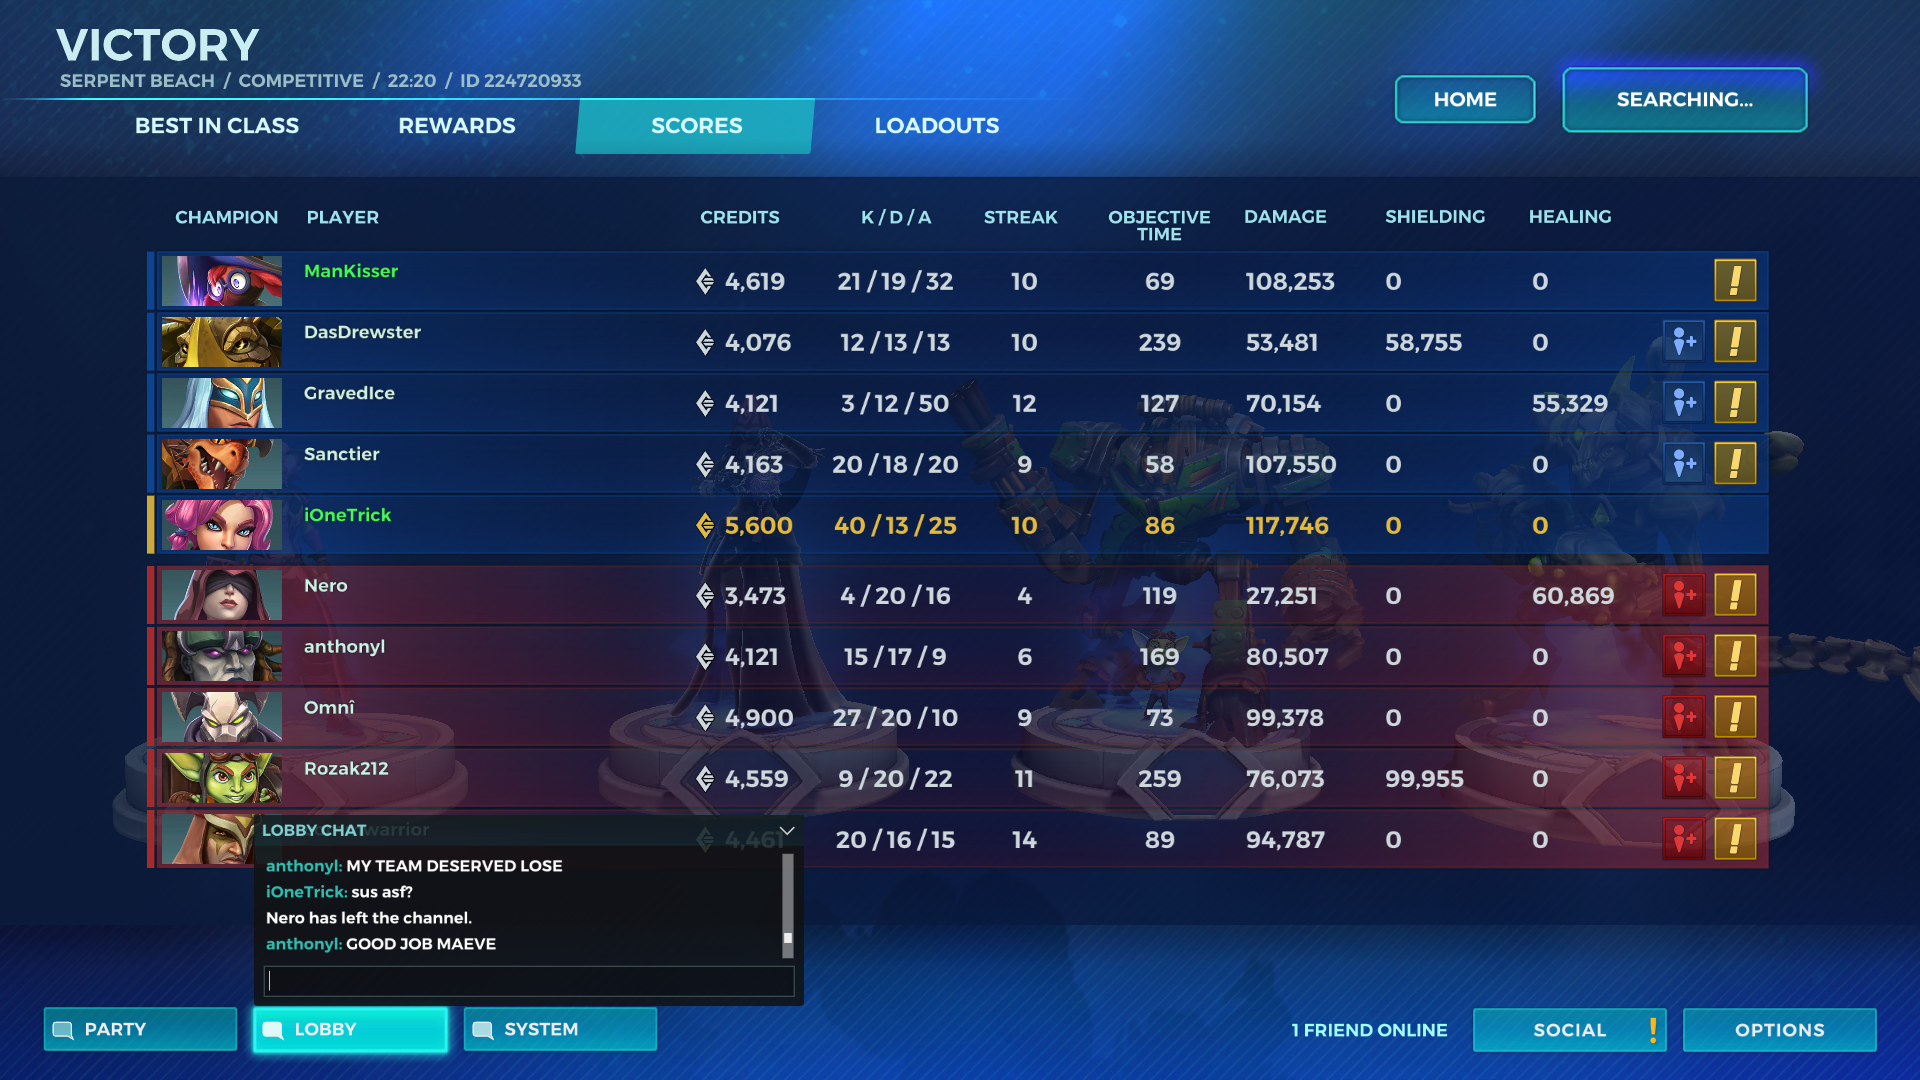 VICTORY
SERPENT BEACH / COMPETITIVE / 22:20 / ID 224720933
HOME
SEARCHING...
BEST IN CLASS
REWARDS
SCORES
LOADOUTS
CHAMPION PLAYER CREDITS K / D / A STREAK OBJECTIVE TIME DAMAGE SHIELDING HEALING
ManKisser 4,619 21 / 19 / 32 10 69 108,253 0 0
DasDrewster 4,076 12 / 13 / 13 10 239 53,481 58,755 0
GravedIce 4,121 3 / 12 / 50 12 127 70,154 0 55,329
Sanctier 4,163 20 / 18 / 20 9 58 107,550 0 0
iOneTrick 5,600 40 / 13 / 25 10 86 117,746 0 0
Nero 3,473 4 / 20 / 16 4 119 27,251 0 60,869
anthonyl 4,121 15 / 17 / 9 6 169 80,507 0 0
Omnî 4,900 27 / 20 / 10 9 73 99,378 0 0
Rozak212 4,559 9 / 20 / 22 11 259 76,073 99,955 0
4,461 20 / 16 / 15 14 89 94,787 0 0
LOBBY CHAT
anthonyl: MY TEAM DESERVED LOSE
iOneTrick: sus asf?
Nero has left the channel.
anthonyl: GOOD JOB MAEVE
PARTY
LOBBY
SYSTEM
1 FRIEND ONLINE
SOCIAL !
OPTIONS